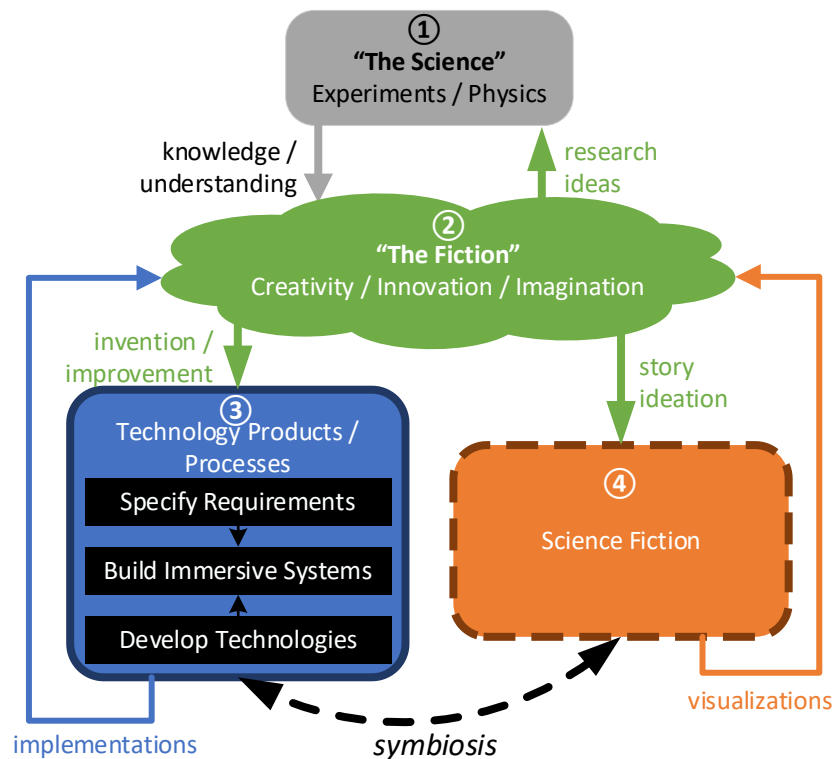 ①
“The Science”
Experiments / Physics
knowledge /
understanding
research
ideas
②
“The Fiction”
Creativity / Innovation / Imagination
invention /
improvement
story
ideation
③
Technology Products /
Processes
Specify Requirements
Build Immersive Systems
Develop Technologies
④
Science Fiction
implementations
symbiosis
visualizations